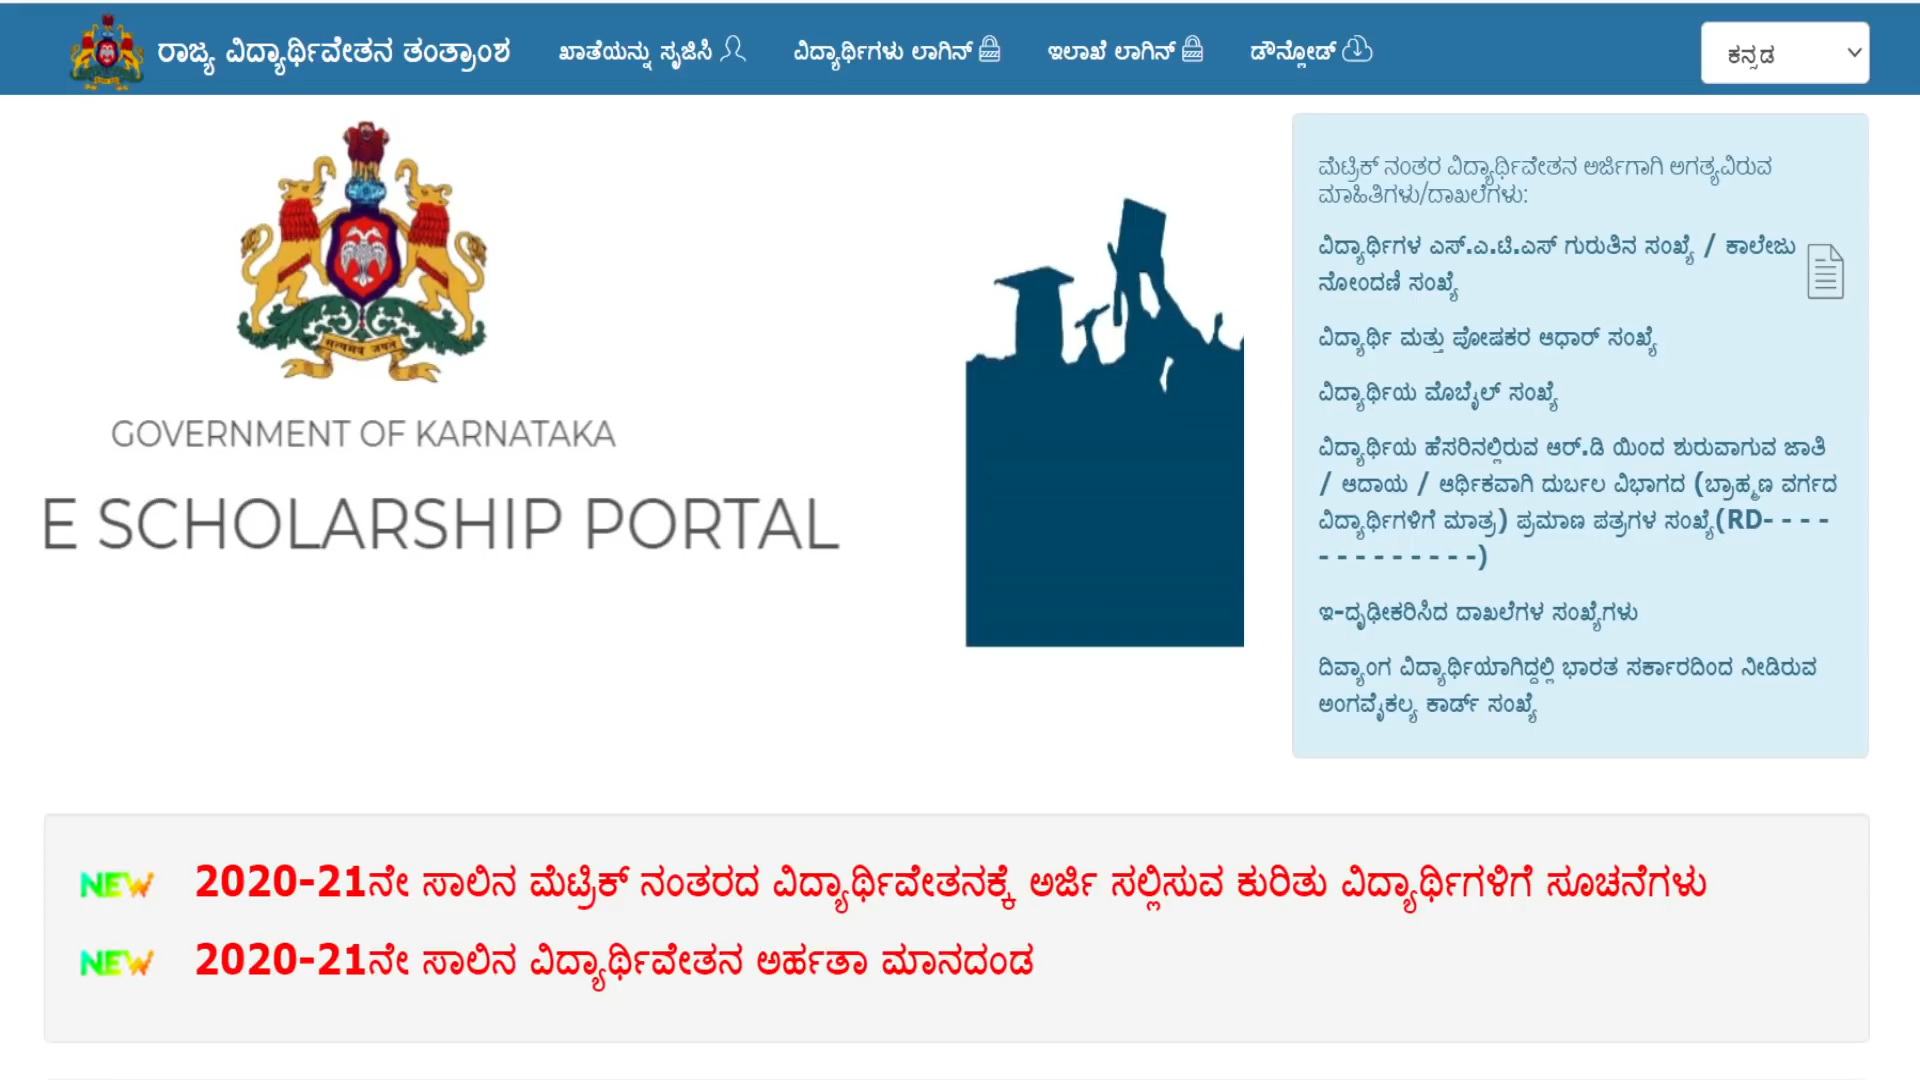 ರಾಜ್ಯ ವಿದ್ಯಾರ್ಥಿವೇತನ ತಂತ್ರಾಂಶ ಖಾತೆಯನ್ನು ಸೃಜಿಸಿ ವಿದ್ಯಾರ್ಥಿಗಳು ಲಾಗಿನ್ ಇಲಾಖೆ ಲಾಗಿನ್ ಡೌನ್ಲೋಡ್ ಕನ್ನಡ
सत्यमेव जयते
GOVERNMENT OF KARNATAKA
E SCHOLARSHIP PORTAL
ಮೆಟ್ರಿಕ್ ನಂತರ ವಿದ್ಯಾರ್ಥಿವೇತನ ಅರ್ಜಿಗಾಗಿ ಅಗತ್ಯವಿರುವ
ಮಾಹಿತಿಗಳು/ದಾಖಲೆಗಳು:
ವಿದ್ಯಾರ್ಥಿಗಳ ಎಸ್.ಎ.ಟಿ.ಎಸ್ ಗುರುತಿನ ಸಂಖ್ಯೆ / ಕಾಲೇಜು
ನೋಂದಣಿ ಸಂಖ್ಯೆ
ವಿದ್ಯಾರ್ಥಿ ಮತ್ತು ಪೋಷಕರ ಆಧಾರ್ ಸಂಖ್ಯೆ
ವಿದ್ಯಾರ್ಥಿಯ ಮೊಬೈಲ್ ಸಂಖ್ಯೆ
ವಿದ್ಯಾರ್ಥಿಯ ಹೆಸರಿನಲ್ಲಿರುವ ಆರ್.ಡಿ ಯಿಂದ ಶುರುವಾಗುವ ಜಾತಿ
/ ಆದಾಯ / ಆರ್ಥಿಕವಾಗಿ ದುರ್ಬಲ ವಿಭಾಗದ (ಬ್ರಾಹ್ಮಣ ವರ್ಗದ
ವಿದ್ಯಾರ್ಥಿಗಳಿಗೆ ಮಾತ್ರ) ಪ್ರಮಾಣ ಪತ್ರಗಳ ಸಂಖ್ಯೆ(RD- - - -
- - - - - - - - - - - -)
ಇ-ದೃಢೀಕರಿಸಿದ ದಾಖಲೆಗಳ ಸಂಖ್ಯೆಗಳು
ದಿವ್ಯಾಂಗ ವಿದ್ಯಾರ್ಥಿಯಾಗಿದ್ದಲ್ಲಿ ಭಾರತ ಸರ್ಕಾರದಿಂದ ನೀಡಿರುವ
ಅಂಗವೈಕಲ್ಯ ಕಾರ್ಡ್ ಸಂಖ್ಯೆ
NEW 2020-21ನೇ ಸಾಲಿನ ಮೆಟ್ರಿಕ್ ನಂತರದ ವಿದ್ಯಾರ್ಥಿವೇತನಕ್ಕೆ ಅರ್ಜಿ ಸಲ್ಲಿಸುವ ಕುರಿತು ವಿದ್ಯಾರ್ಥಿಗಳಿಗೆ ಸೂಚನೆಗಳು
NEW 2020-21ನೇ ಸಾಲಿನ ವಿದ್ಯಾರ್ಥಿವೇತನ ಅರ್ಹತಾ ಮಾನದಂಡ